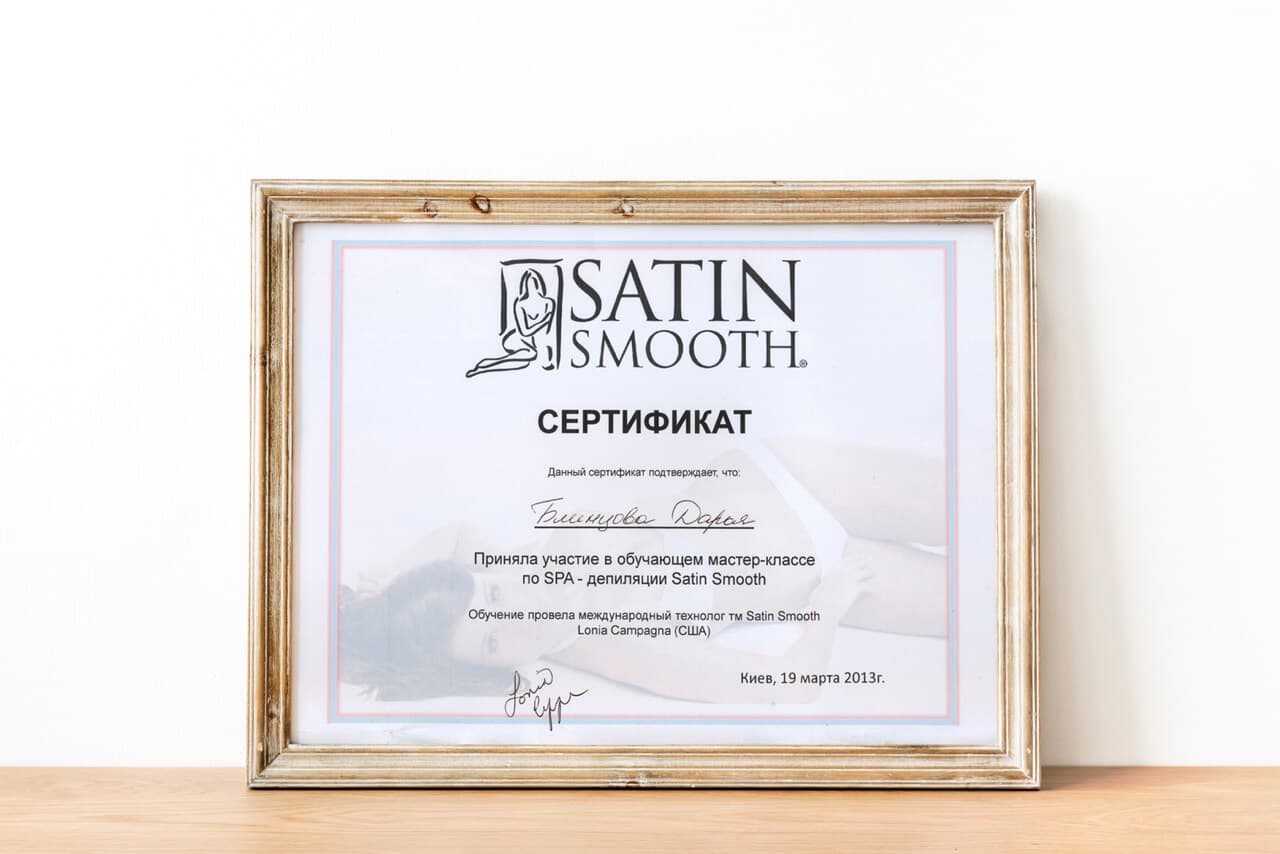 SATIN
SMOOTH®
СЕРТИФИКАТ
Данный сертификат подтверждает, что:
Блинцова Дарья
Приняла участие в обучающем мастер-классе
по SPA - депиляции Satin Smooth
Обучение провела международный технолог тм Satin Smooth
Lonia Campagna (США)
Киев, 19 марта 2013г.